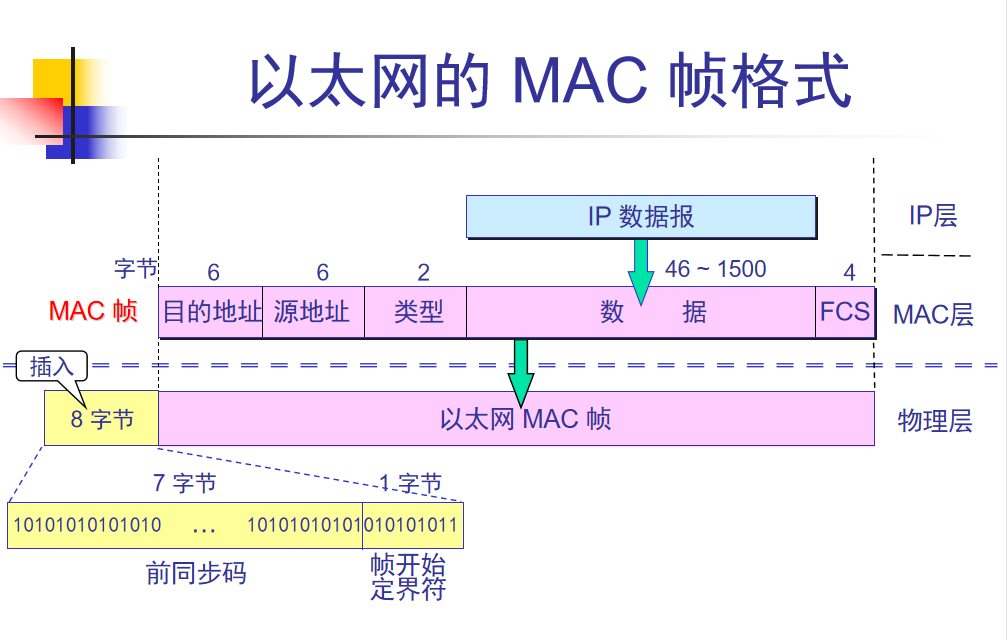 以太网的 MAC 帧格式
IP 数据报
IP层
字节
6
6
2
46 ~ 1500
4
MAC 帧
目的地址
源地址
类型
数 据
FCS
MAC层
插入
8 字节
以太网 MAC 帧
物理层
7 字节
1 字节
10101010101010 … 10101010101010101011
前同步码
帧开始
定界符